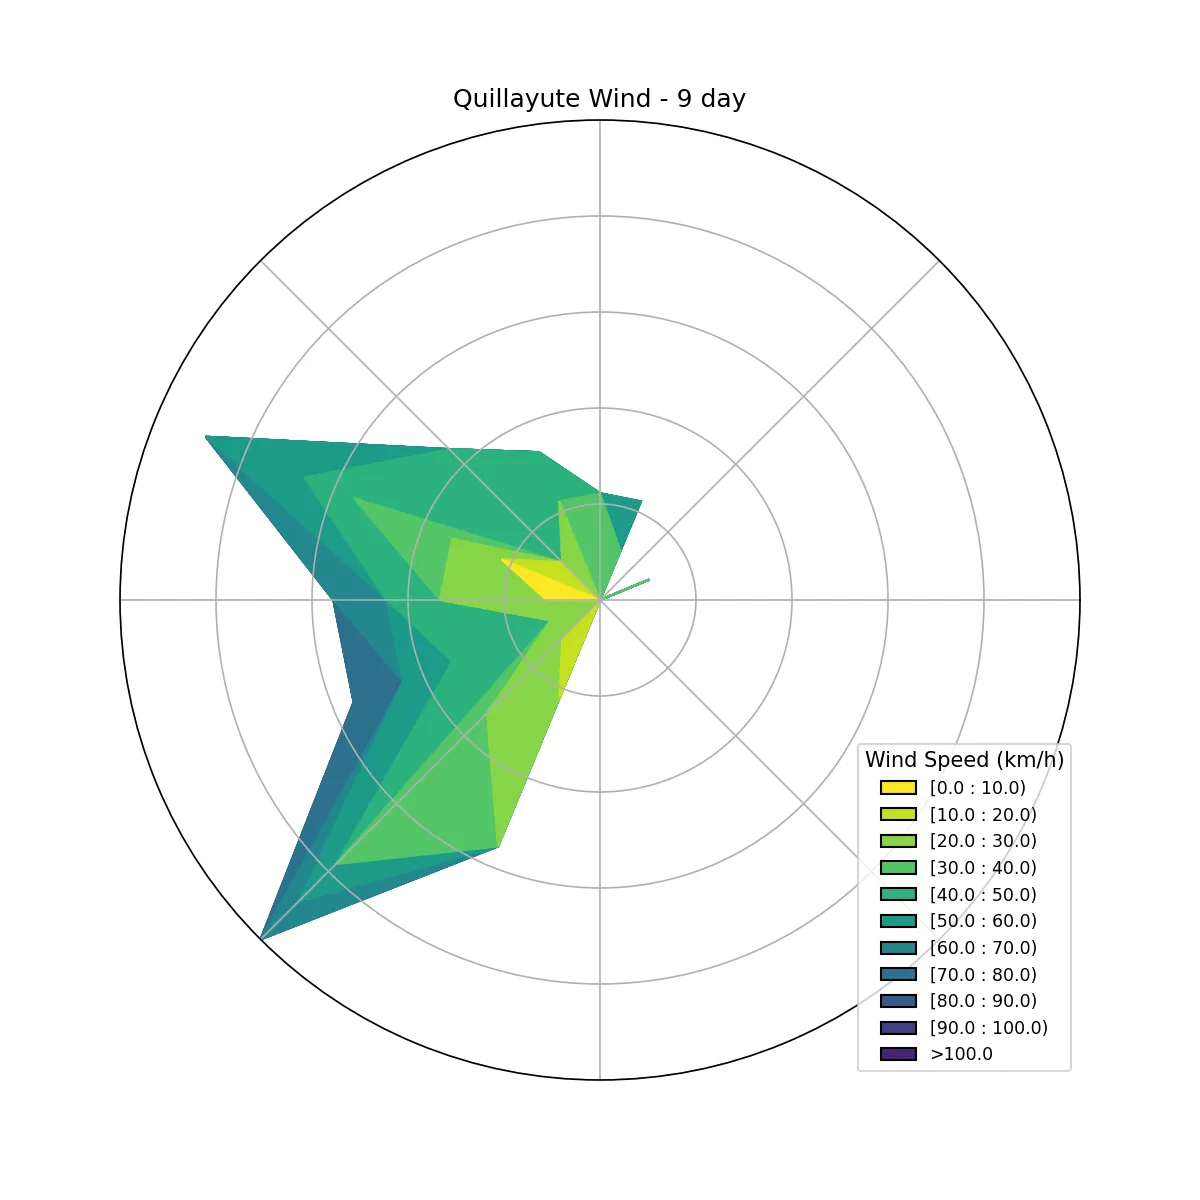 Quillayute Wind - 9 day
Wind Speed (km/h)
[0.0 : 10.0)
[10.0 : 20.0)
[20.0 : 30.0)
[30.0 : 40.0)
[40.0 : 50.0)
[50.0 : 60.0)
[60.0 : 70.0)
[70.0 : 80.0)
[80.0 : 90.0)
[90.0 : 100.0)
>100.0